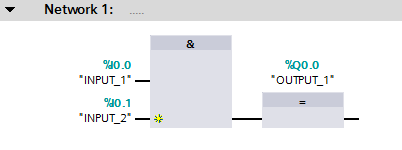 Network 1: .....
&
%I0.0
"INPUT_1"
%Q0.0
"OUTPUT_1"
%I0.1
"INPUT_2"
=